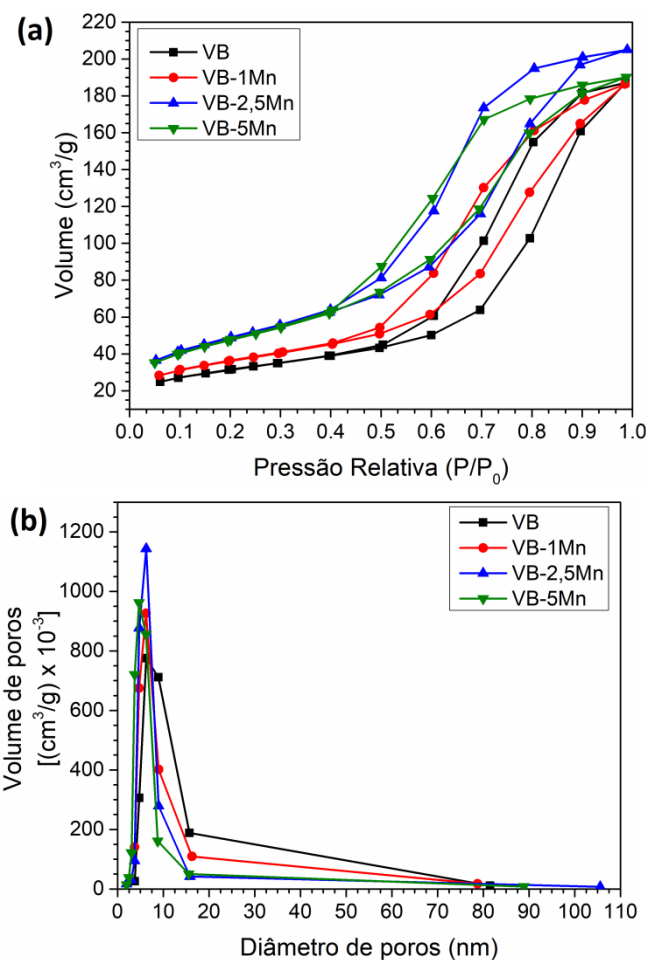 (a)
VB
VB-1Mn
VB-2,5Mn
VB-5Mn
Volume (cm³/g)
220
200
180
160
140
120
100
80
60
40
20
0.0 0.1 0.2 0.3 0.4 0.5 0.6 0.7 0.8 0.9 1.0
Pressão Relativa (P/P₀)
(b)
VB
VB-1Mn
VB-2,5Mn
VB-5Mn
Volume de poros
[(cm³/g) x 10⁻³]
1200
1000
800
600
400
200
0
0 10 20 30 40 50 60 70 80 90 100 110
Diâmetro de poros (nm)